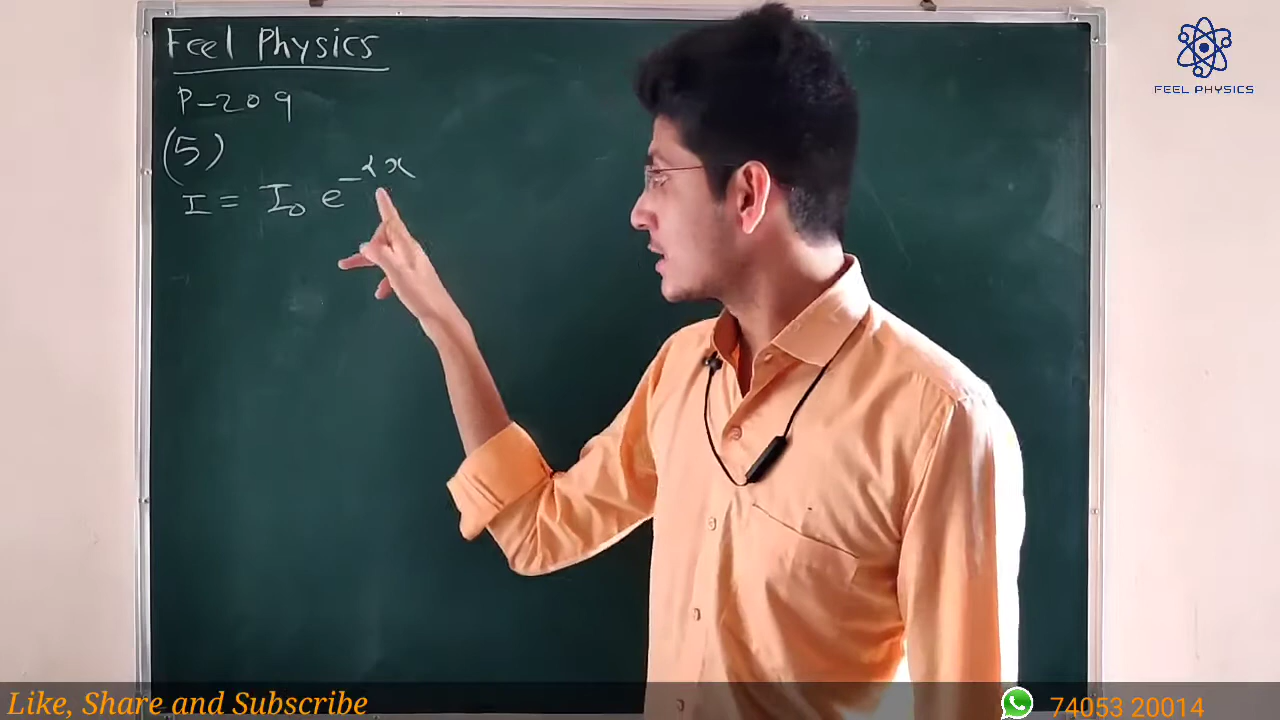 Feel Physics
P-209
(5)
I = I₀ e^-αx
FEEL PHYSICS
Like, Share and Subscribe
74053 20014